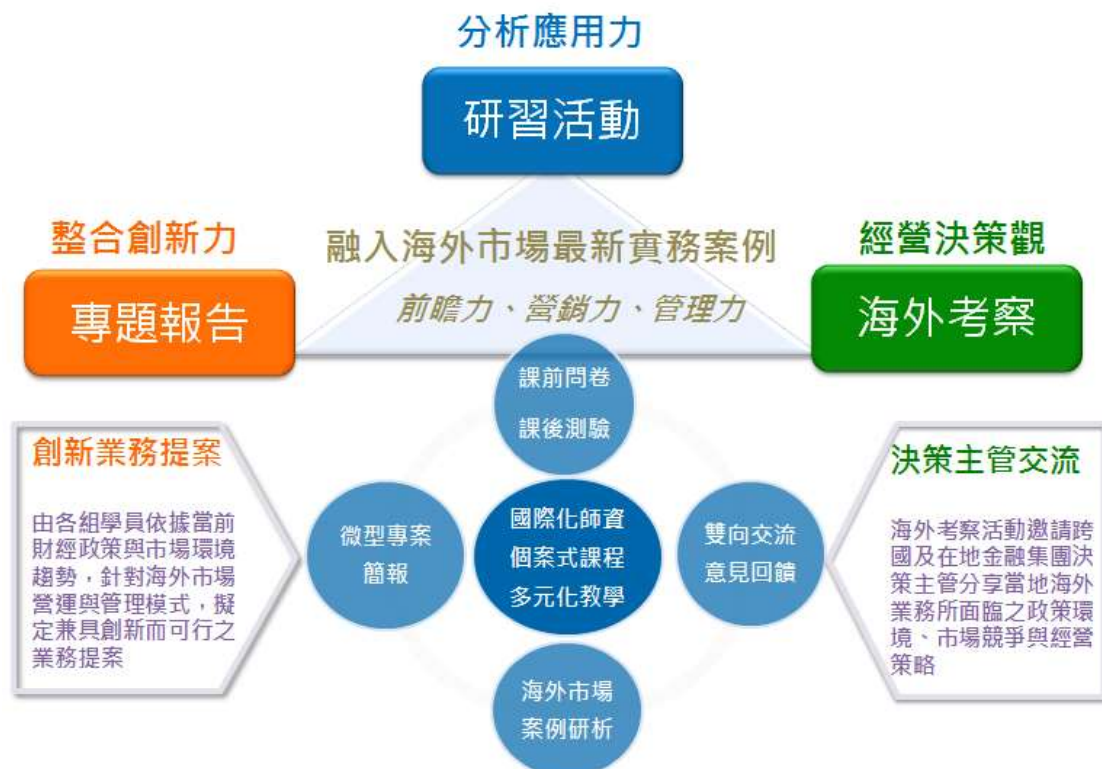 分析應用力
研習活動
整合創新力
專題報告
融入海外市場最新實務案例
前瞻力、營銷力、管理力
經營決策觀
海外考察
課前問卷
課後測驗
創新業務提案
由各組學員依據當前
財經政策與市場環境
趨勢，針對海外市場
營運與管理模式，擬
定兼具創新而可行之
業務提案
微型專案
簡報
國際化師資
個案式課程
多元化教學
雙向交流
意見回饋
海外市場
案例研析
決策主管交流
海外考察活動邀請跨
國及在地金融集團決
策主管分享當地海外
業務所面臨之政策環
境、市場競爭與經營
策略